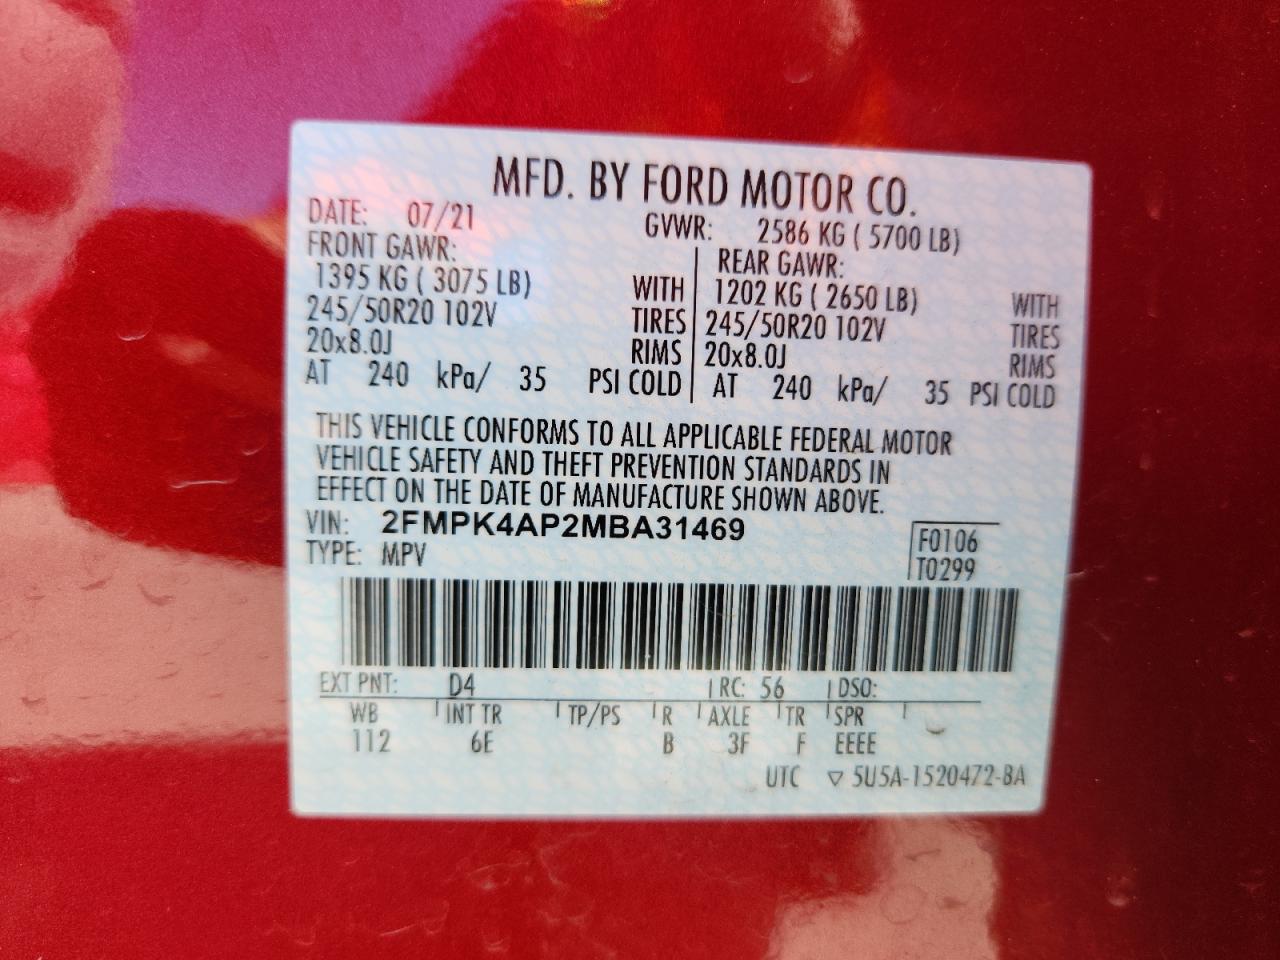 MFD. BY FORD MOTOR CO.
DATE: 07/21 GVWR: 2586 KG ( 5700 LB)
FRONT GAWR: REAR GAWR:
1395 KG ( 3075 LB) WITH 1202 KG ( 2650 LB) WITH
245/50R20 102V TIRES 245/50R20 102V TIRES
20x8.0J RIMS 20x8.0J RIMS
AT 240 kPa/ 35 PSI COLD AT 240 kPa/ 35 PSI COLD
THIS VEHICLE CONFORMS TO ALL APPLICABLE FEDERAL MOTOR
VEHICLE SAFETY AND THEFT PREVENTION STANDARDS IN
EFFECT ON THE DATE OF MANUFACTURE SHOWN ABOVE.
VIN: 2FMPK4AP2MBA31469 F0106
TYPE: MPV T0299
EXT PNT: D4 RC: 56 DSO:
WB INT TR TP/PS R AXLE TR SPR
112 6E B 3F F EEEE
UTC ▽ 5U5A-1520472-BA